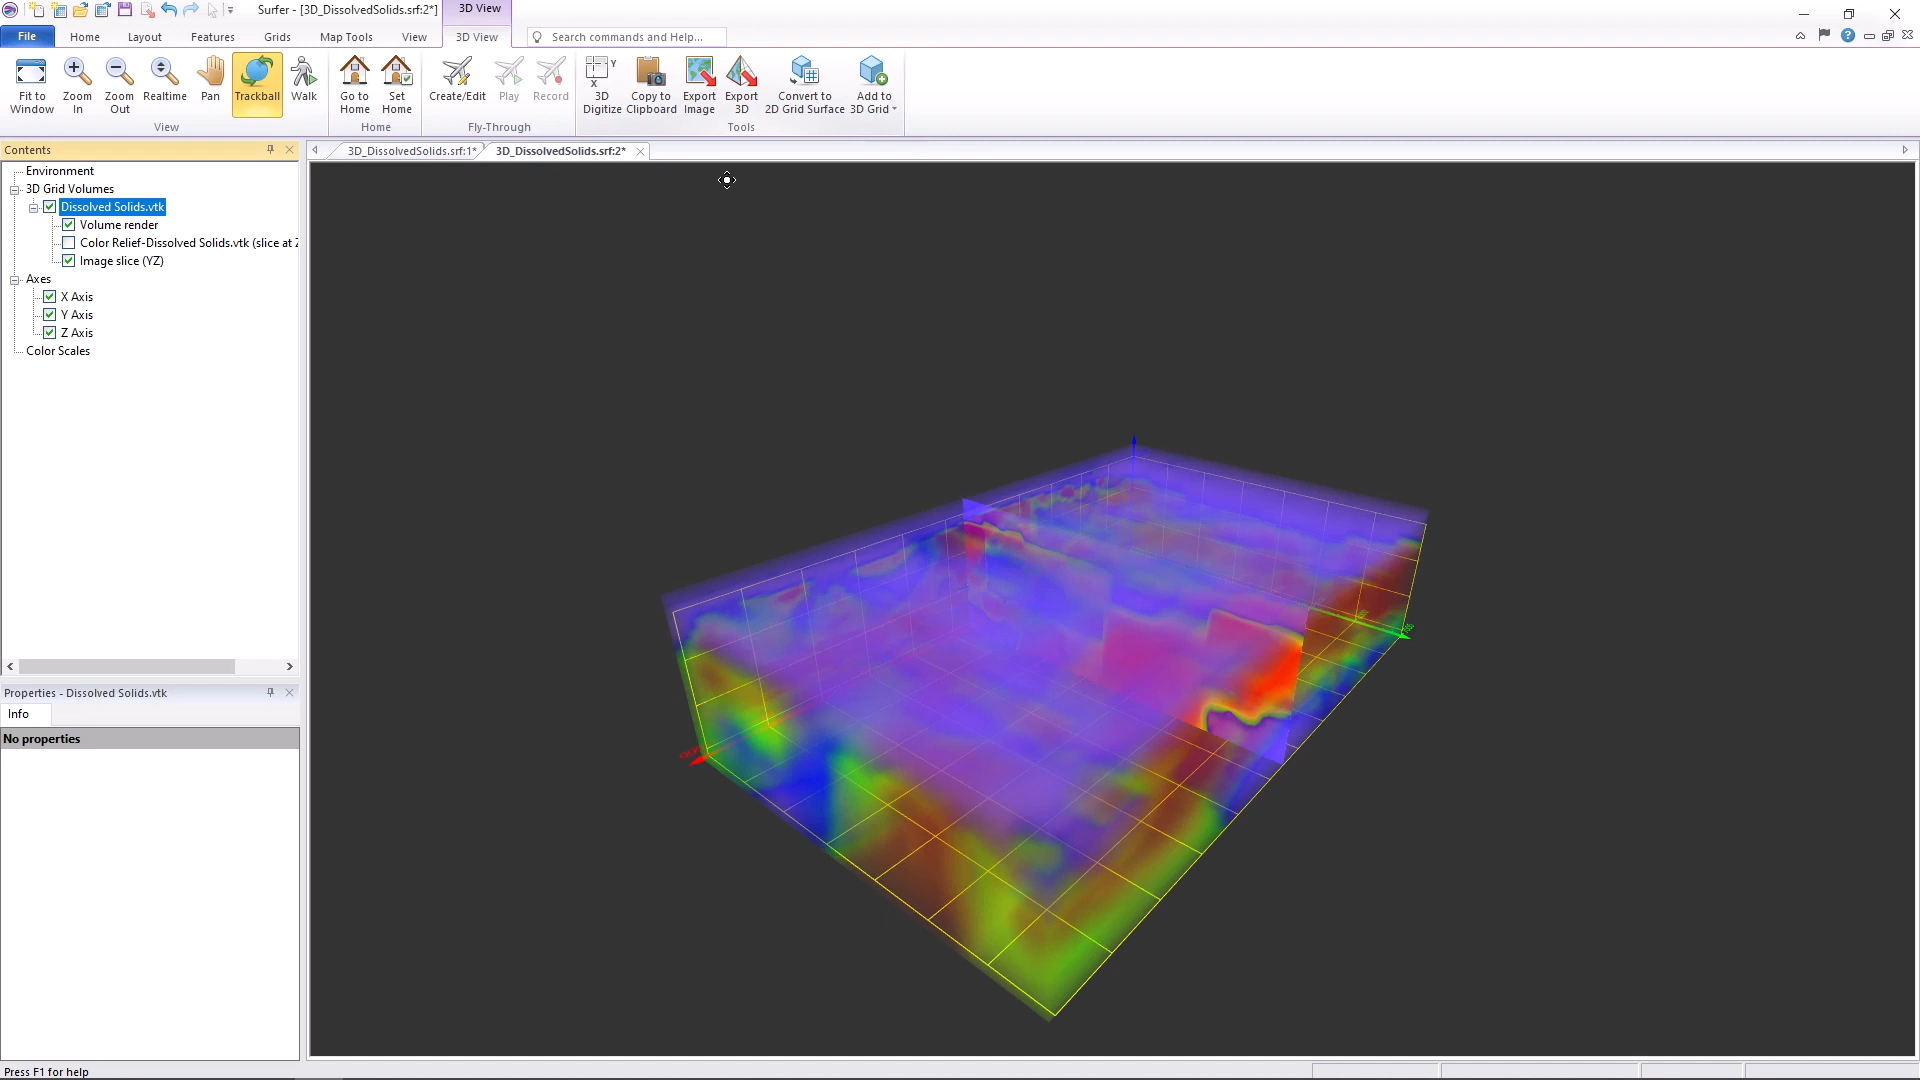 Surfer - [3D_DissolvedSolids.srf:2*]
3D View
File
Home
Layout
Features
Grids
Map Tools
View
3D View
Search commands and Help...
Fit to Window
Zoom In
Zoom Out
Realtime
Pan
Trackball
Walk
Go to Home
Set Home
Create/Edit
Play
Record
3D Digitize
Copy to Clipboard
Export Image
Export 3D
Convert to 2D Grid Surface
Add to 3D Grid
View
Home
Fly-Through
Tools
Contents
3D_DissolvedSolids.srf:1*
3D_DissolvedSolids.srf:2*
Environment
3D Grid Volumes
Dissolved Solids.vtk
Volume render
Color Relief-Dissolved Solids.vtk (slice at Z
Image slice (YZ)
Axes
X Axis
Y Axis
Z Axis
Color Scales
Properties - Dissolved Solids.vtk
Info
No properties
Press F1 for help